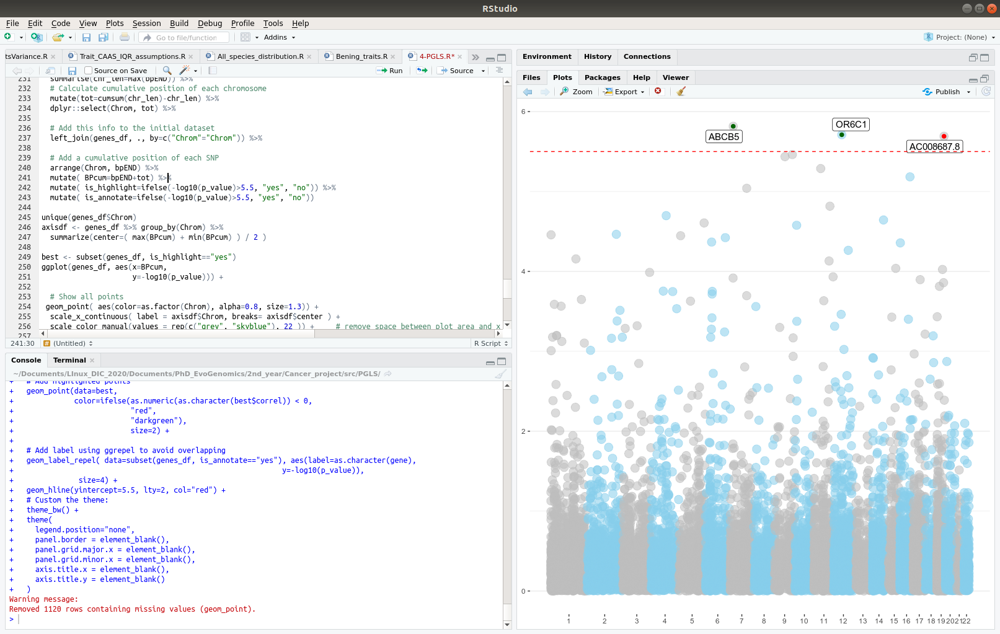 RStudio
File Edit Code View Plots Session Build Debug Profile Tools Help
Go to file/function Addins Project: (None)
tsVariance.R Trait_CAAS_IQR_assumptions.R All_species_distribution.R Bening_traits.R 4-PGLS.R*
Source on Save Run Source
231 summarise(chr_len=max(bpEND)) %>%
232 # Calculate cumulative position of each chromosome
233 mutate(tot=cumsum(chr_len)-chr_len) %>%
234 dplyr::select(Chrom, tot) %>%
235
236 # Add this info to the initial dataset
237 left_join(genes_df, ., by=c("Chrom"="Chrom")) %>%
238
239 # Add a cumulative position of each SNP
240 arrange(Chrom, bpEND) %>%
241 mutate( BPcum=bpEND+tot) %>%
242 mutate( is_highlight=ifelse(-log10(p_value)>5.5, "yes", "no")) %>%
243 mutate( is_annotate=ifelse(-log10(p_value)>5.5, "yes", "no"))
244
245 unique(genes_df$Chrom)
246 axisdf <- genes_df %>% group_by(Chrom) %>%
247 summarize(center=( max(BPcum) + min(BPcum) ) / 2 )
248
249 best <- subset(genes_df, is_highlight=="yes")
250 ggplot(genes_df, aes(x=BPcum,
251 y=-log10(p_value))) +
252
253 # Show all points
254 geom_point( aes(color=as.factor(Chrom), alpha=0.8, size=1.3)) +
255 scale_x_continuous( label = axisdf$Chrom, breaks= axisdf$center ) +
256 scale_color_manual(values = rep(c("grey", "skyblue"), 22 )) + # remove space between plot area and x
257
241:30 # (Untitled) R Script
Console Terminal
~/Documents/LInux_DIC_2020/Documents/PhD_EvoGenomics/2nd_year/Cancer_project/src/PGLS/
+ # Add highlighted points
+ geom_point(data=best,
+ color=ifelse(as.numeric(as.character(best$correl)) < 0,
+ "red",
+ "darkgreen"),
+ size=2) +
+
+ # Add label using ggrepel to avoid overlapping
+ geom_label_repel( data=subset(genes_df, is_annotate=="yes"), aes(label=as.character(gene),
+ y=-log10(p_value)),
+ size=4) +
+ geom_hline(yintercept=5.5, lty=2, col="red") +
+ # Custom the theme:
+ theme_bw() +
+ theme(
+ legend.position="none",
+ panel.border = element_blank(),
+ panel.grid.major.x = element_blank(),
+ panel.grid.minor.x = element_blank(),
+ axis.title.x = element_blank(),
+ axis.title.y = element_blank()
+ )
Warning message:
Removed 1120 rows containing missing values (geom_point).
>
Environment History Connections
Files Plots Packages Help Viewer
Zoom Export Publish
6
ABCB5
OR6C1
AC008687.8
4
2
0
1 2 3 4 5 6 7 8 9 10 11 12 13 14 15 16 17 18 19 20 21 22